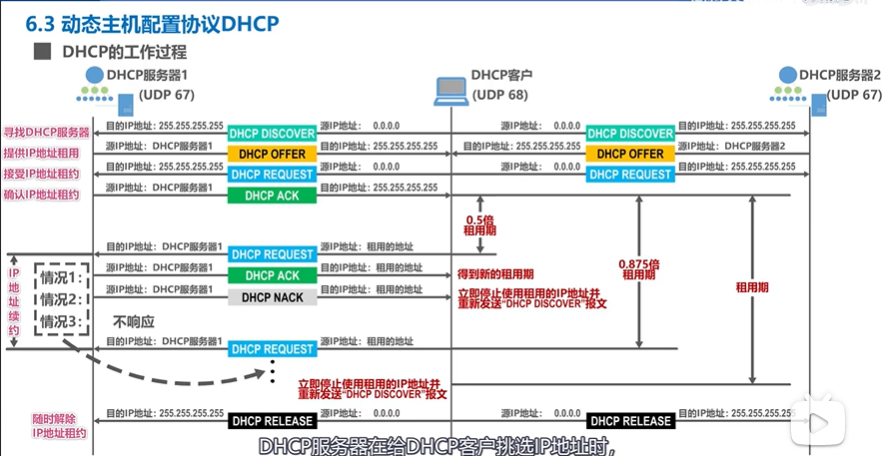 6.3 动态主机配置协议DHCP
DHCP的工作过程
DHCP服务器1
(UDP 67)
DHCP客户
(UDP 68)
DHCP服务器2
(UDP 67)
寻找DHCP服务器
目的IP地址: 255.255.255.255
DHCP DISCOVER
源IP地址: 0.0.0.0
源IP地址: 0.0.0.0
DHCP DISCOVER
目的IP地址: 255.255.255.255
提供IP地址租用
源IP地址: DHCP服务器1
DHCP OFFER
目的IP地址: 255.255.255.255
目的IP地址: 255.255.255.255
DHCP OFFER
源IP地址: DHCP服务器2
接受IP地址租约
目的IP地址: 255.255.255.255
DHCP REQUEST
源IP地址: 0.0.0.0
源IP地址: 0.0.0.0
DHCP REQUEST
目的IP地址: 255.255.255.255
确认IP地址租约
源IP地址: DHCP服务器1
DHCP ACK
目的IP地址: 255.255.255.255
0.5倍
租用期
0.875倍
租用期
租用期
IP地址续约
目的IP地址: DHCP服务器1
DHCP REQUEST
源IP地址: 租用的地址
情况1:
源IP地址: DHCP服务器1
DHCP ACK
目的IP地址: 租用的地址
得到新的租用期
情况2:
源IP地址: DHCP服务器1
DHCP NACK
目的IP地址: 租用的地址
立即停止使用租用的IP地址并
重新发送“DHCP DISCOVER”报文
情况3:
不响应
目的IP地址: DHCP服务器1
DHCP REQUEST
源IP地址: 租用的地址
立即停止使用租用的IP地址并
重新发送“DHCP DISCOVER”报文
随时解除
IP地址租约
目的IP地址: 255.255.255.255
DHCP RELEASE
源IP地址: 0.0.0.0
源IP地址: 0.0.0.0
DHCP RELEASE
目的IP地址: 255.255.255.255
DHCP服务器在给DHCP客户挑选IP地址时,